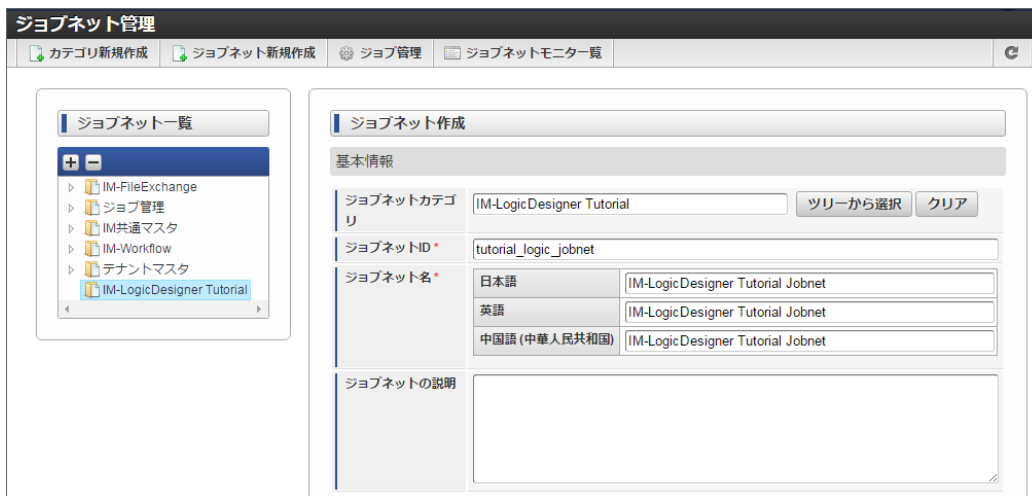 ジョブネット管理
カテゴリ新規作成 ジョブネット新規作成 ジョブ管理 ジョブネットモニタ一覧
ジョブネット一覧
IM-FileExchange
ジョブ管理
IM共通マスタ
IM-Workflow
テナントマスタ
IM-LogicDesigner Tutorial
ジョブネット作成
基本情報
ジョブネットカテゴ
リ
IM-LogicDesigner Tutorial ツリーから選択 クリア
ジョブネットID * tutorial_logic_jobnet
ジョブネット名 * 日本語 IM-LogicDesigner Tutorial Jobnet
英語 IM-LogicDesigner Tutorial Jobnet
中国語 (中華人民共和国) IM-LogicDesigner Tutorial Jobnet
ジョブネットの説明